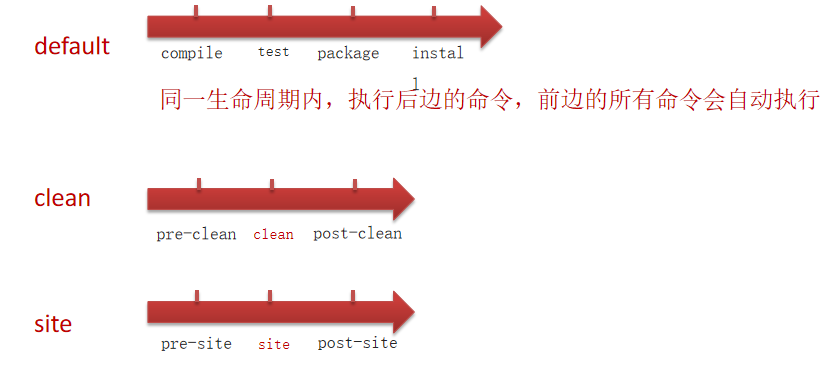 default
compile test package instal
l
同一生命周期内，执行后边的命令，前边的所有命令会自动执行
clean
pre-clean clean post-clean
site
pre-site site post-site